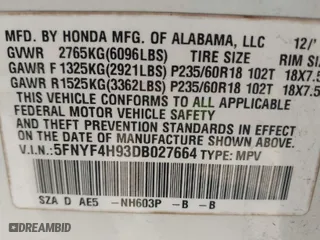 MFD. BY HONDA MFG. OF ALABAMA, LLC 12/
GVWR 2765KG(6096LBS) TIRE SIZE RIM SI
GAWR F 1325KG(2921LBS) P235/60R18 102T 18X7.5
GAWR R1525KG(3362LBS) P235/60R18 102T 18X7.5
THIS VEHICLE CONFORMS TO ALL APPLICABLE
FEDERAL MOTOR VEHICLE SAFETY AND
THEFT PREVENTION STANDARDS IN EFFECT ON THE
DATE OF MANUFACTURE SHOWN ABOVE.
V.I.N.: 5FNYF4H93DB027664 TYPE: MPV
SZA D AE5 -NH603P -B -B
DealerCenter